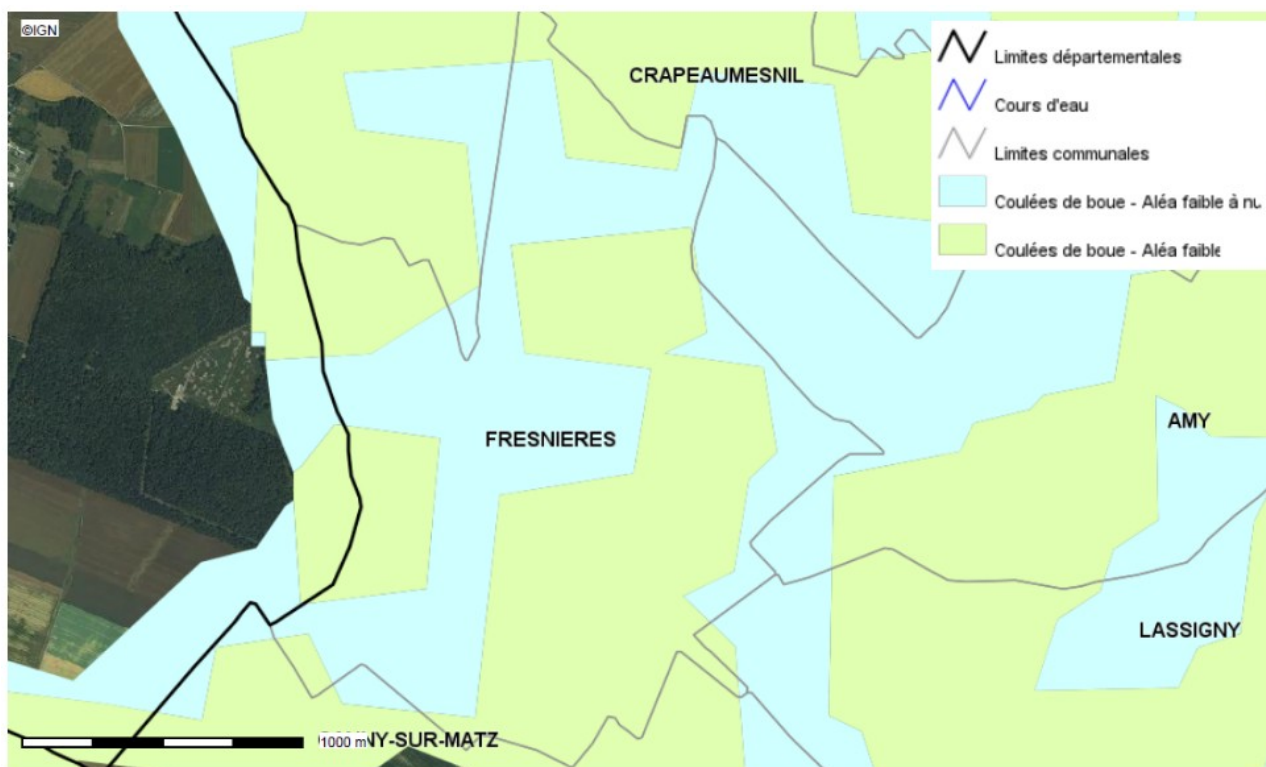 ©IGN
CRAPEAUMESNIL
Limites départementales
Cours d'eau
Limites communales
Coulées de boue - Aléa faible à nu
Coulées de boue - Aléa faible
AMY
FRESNIERES
LASSIGNY
1000 m
NY-SUR-MATZ